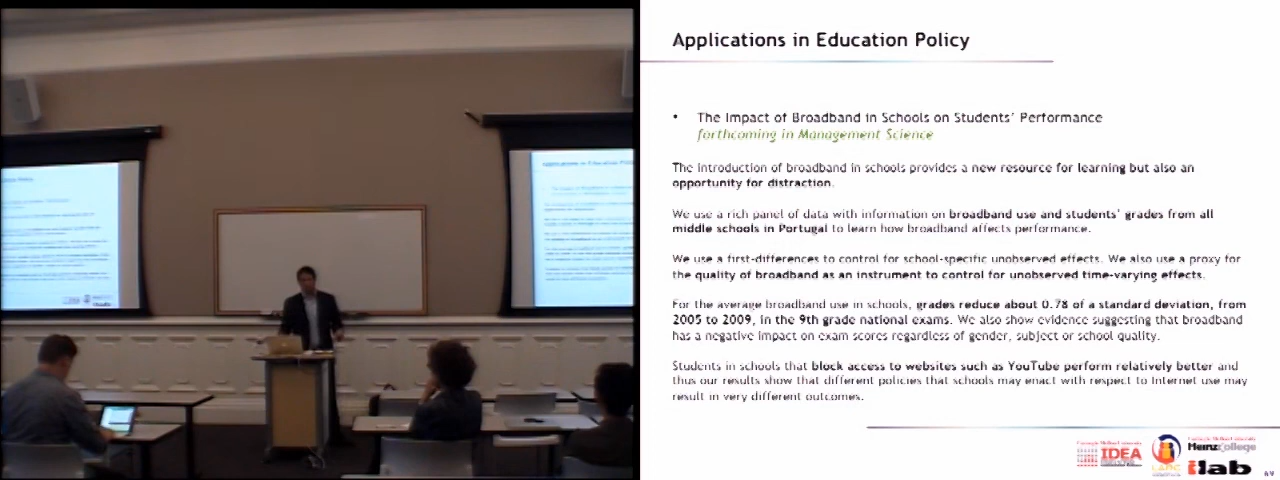 Applications in Education Policy
• The Impact of Broadband in Schools on Students' Performance
forthcoming in Management Science
The introduction of broadband in schools provides a new resource for learning but also an
opportunity for distraction.
We use a rich panel of data with information on broadband use and students' grades from all
middle schools in Portugal to learn how broadband affects performance.
We use a first-differences to control for school-specific unobserved effects. We also use a proxy for
the quality of broadband as an instrument to control for unobserved time-varying effects.
For the average broadband use in schools, grades reduce about 0.78 of a standard deviation, from
2005 to 2009, in the 9th grade national exams. We also show evidence suggesting that broadband
has a negative impact on exam scores regardless of gender, subject or school quality.
Students in schools that block access to websites such as YouTube perform relatively better and
thus our results show that different policies that schools may enact with respect to Internet use may
result in very different outcomes.
IDEA
HeinzCollege
ilab